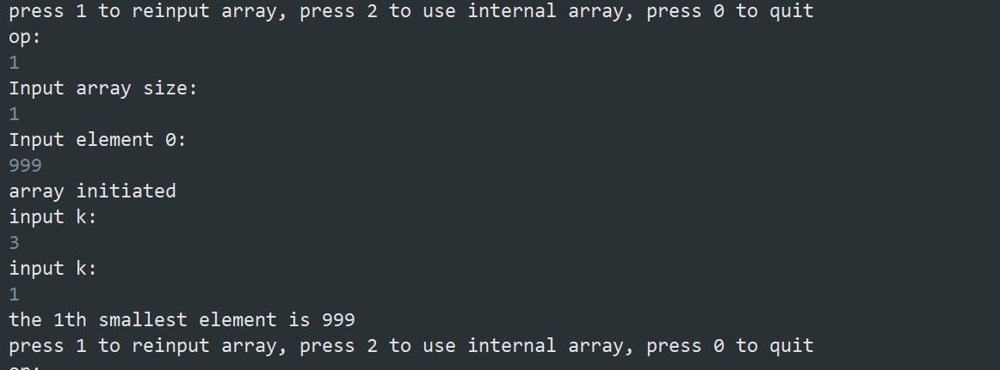 press 1 to reinput array, press 2 to use internal array, press 0 to quit
op:
1
Input array size:
1
Input element 0:
999
array initiated
input k:
3
input k:
1
the 1th smallest element is 999
press 1 to reinput array, press 2 to use internal array, press 0 to quit
op: